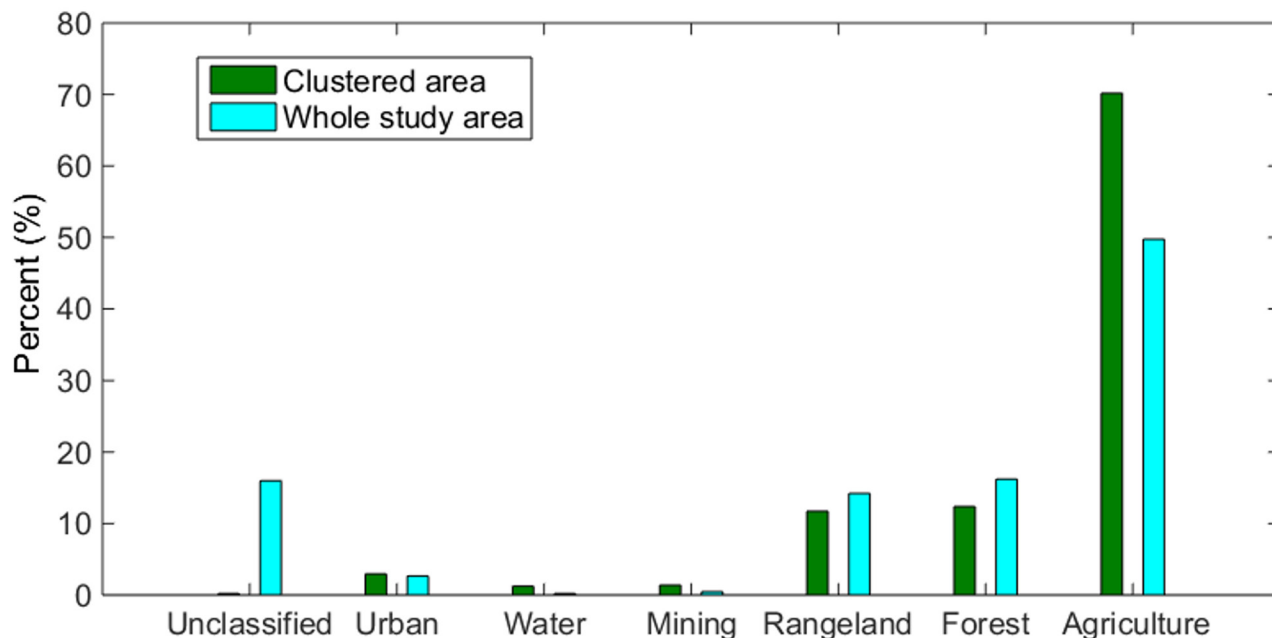 80
70
60
50
40
30
20
10
0
Percent (%)
Clustered area
Whole study area
Unclassified Urban Water Mining Rangeland Forest Agriculture